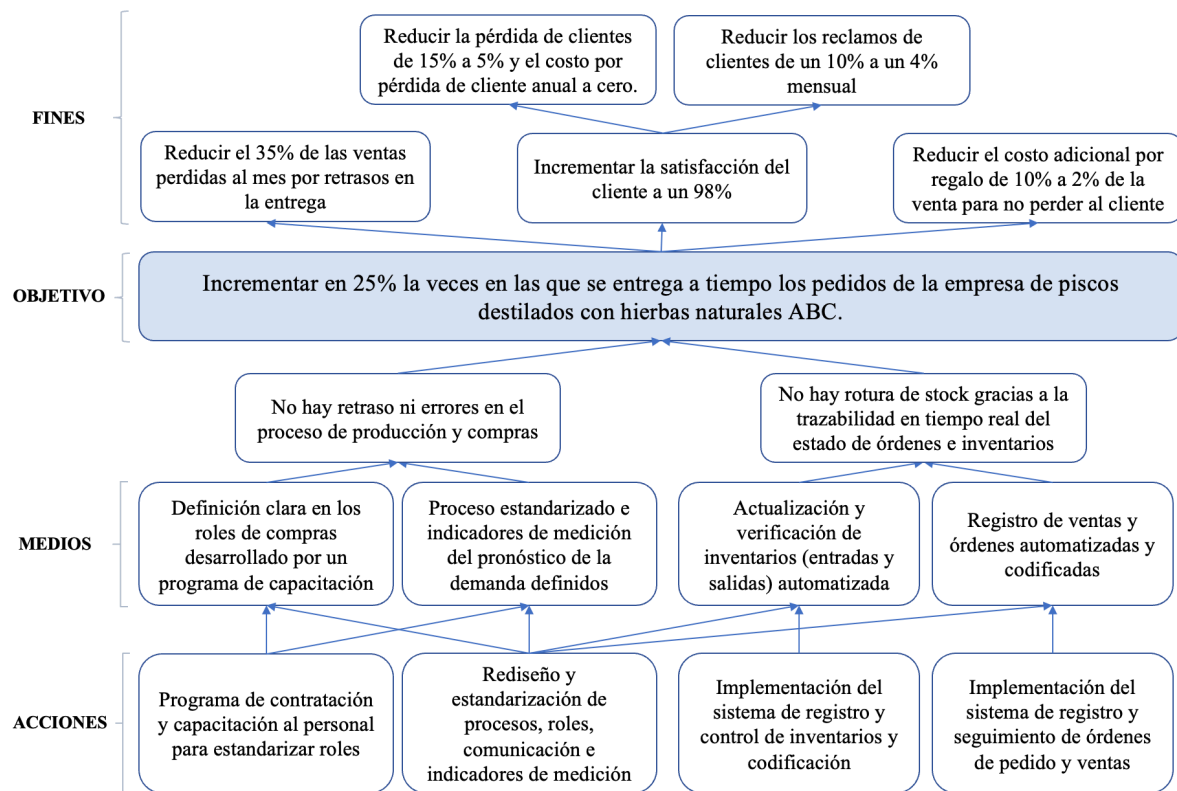 Reducir la pérdida de clientes
de 15% a 5% y el costo por
pérdida de cliente anual a cero.
Reducir los reclamos de
clientes de un 10% a un 4%
mensual
FINES
Reducir el 35% de las ventas
perdidas al mes por retrasos en
la entrega
Incrementar la satisfacción del
cliente a un 98%
Reducir el costo adicional por
regalo de 10% a 2% de la
venta para no perder al cliente
OBJETIVO
Incrementar en 25% la veces en las que se entrega a tiempo los pedidos de la empresa de piscos
destilados con hierbas naturales ABC.
No hay retraso ni errores en el
proceso de producción y compras
No hay rotura de stock gracias a la
trazabilidad en tiempo real del
estado de órdenes e inventarios
MEDIOS
Definición clara en los
roles de compras
desarrollado por un
programa de capacitación
Proceso estandarizado e
indicadores de medición
del pronóstico de la
demanda definidos
Actualización y
verificación de
inventarios (entradas y
salidas) automatizada
Registro de ventas y
órdenes automatizadas y
codificadas
ACCIONES
Programa de contratación
y capacitación al personal
para estandarizar roles
Rediseño y
estandarización de
procesos, roles,
comunicación e
indicadores de medición
Implementación del
sistema de registro y
control de inventarios y
codificación
Implementación del
sistema de registro y
seguimiento de órdenes
de pedido y ventas